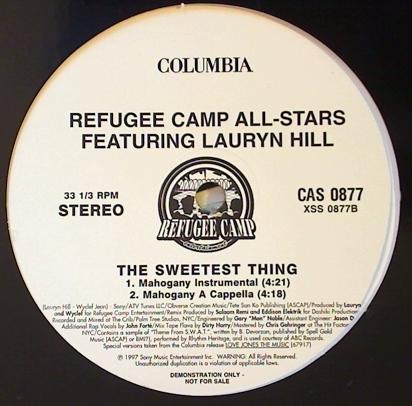 COLUMBIA
REFUGEE CAMP ALL-STARS
FEATURING LAURYN HILL
33 1/3 RPM
STEREO
REFUGEE CAMP
CAS 0877
XSS 0877B
THE SWEETEST THING
1. Mahogany Instrumental (4:21)
2. Mahogany A Cappella (4:18)
(Lauryn Hill - Wyclef Jean) - Sony/ATV Tunes LLC/Obverse Creation Music/Tete San Ko Publishing (ASCAP)/Produced by Lauryn
and Wyclef for Refugee Camp Entertainment/Remix Produced by Salaam Remi and Eddison Elektrik for Dashiki Production
Recorded and Mixed at The Crib/Palm Tree Studios, NYC/Engineered by Gary "Mon" Noble/Assistant Engineer: Jason D
Additional Rap Vocals by John Forté/Mix Tape Flava by Dirty Harry/Mastered by Chris Gehringer at The Hit Factor
NYC/Contains a sample of "Theme From S.W.A.T.", written by B. Devorzon, published by Spell Gold
Music (ASCAP) or BMI?), performed by Rhythm Heritage, and is used courtesy of ABC Records.
Special versions taken from the Columbia release LOVE JONES THE MUSIC (67917)
℗ 1997 Sony Music Entertainment Inc. WARNING: All Rights Reserved.
Unauthorized duplication is a violation of applicable laws.
DEMONSTRATION ONLY -
NOT FOR SALE